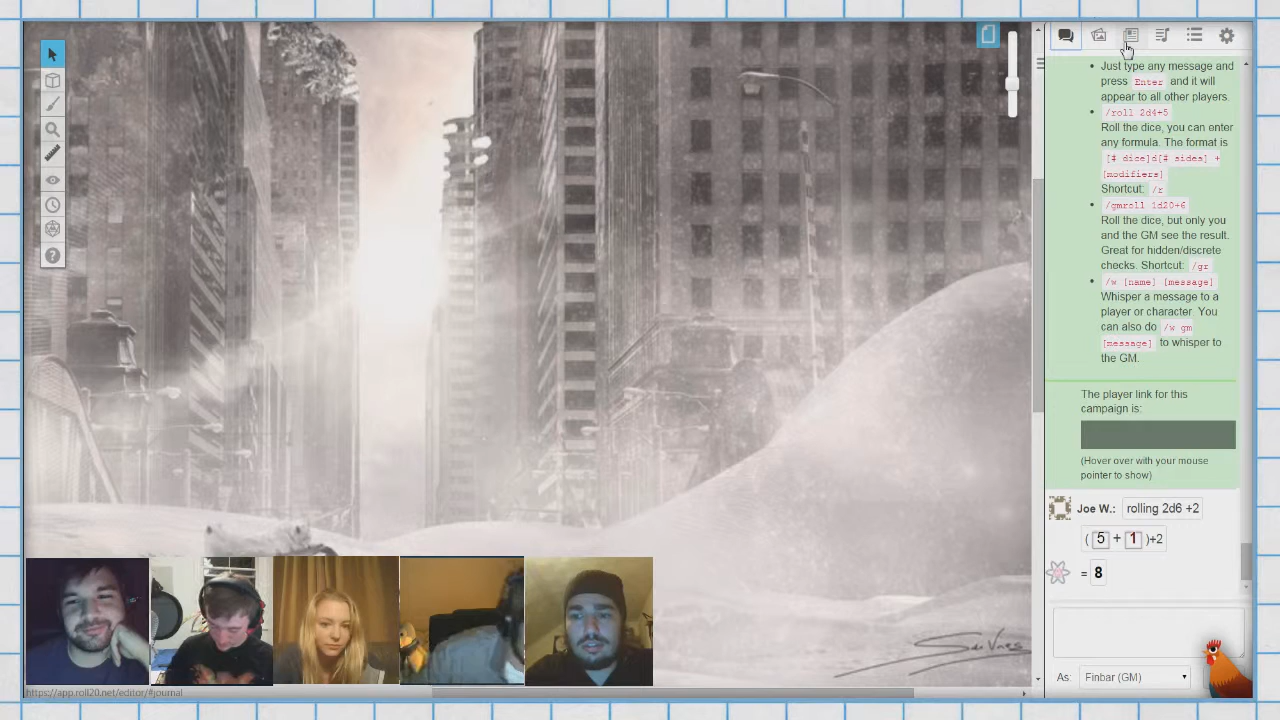 Just type any message and
press Enter and it will
appear to all other players.
/roll 2d4+5
Roll the dice, you can enter
any formula. The format is
[# dice]d[# sides] +
[modifiers]
Shortcut: /r
/gmroll 1d20+6
Roll the dice, but only you
and the GM see the result.
Great for hidden/discrete
checks. Shortcut: /gr
/w [name] [message]
Whisper a message to a
player or character. You
can also do /w gm
[message] to whisper to
the GM.
The player link for this
campaign is:
(Hover over with your mouse
pointer to show)
Joe W.: rolling 2d6 +2
(5 + 1)+2
= 8
As: Finbar (GM)
https://app.roll20.net/editor/#journal